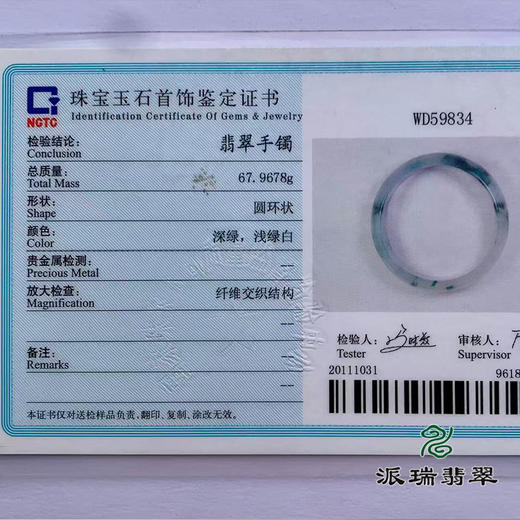 NGTC
珠宝玉石首饰鉴定证书
Identification Certificate Of Gems & Jewelry
检验结论:
Conclusion
翡翠手镯
总质量:
Total Mass
67.9678g
形状:
Shape
圆环状
颜色:
Color
深绿，浅绿白
贵金属检测:
Precious Metal
--
放大检查:
Magnification
纤维交织结构
--
备注:
Remarks
--
本证书仅对送检样品负责，翻印、复制、涂改无效。
WD59834
检验人:
Tester
审核人:
Supervisor
20111031
9618
派瑞翡翠